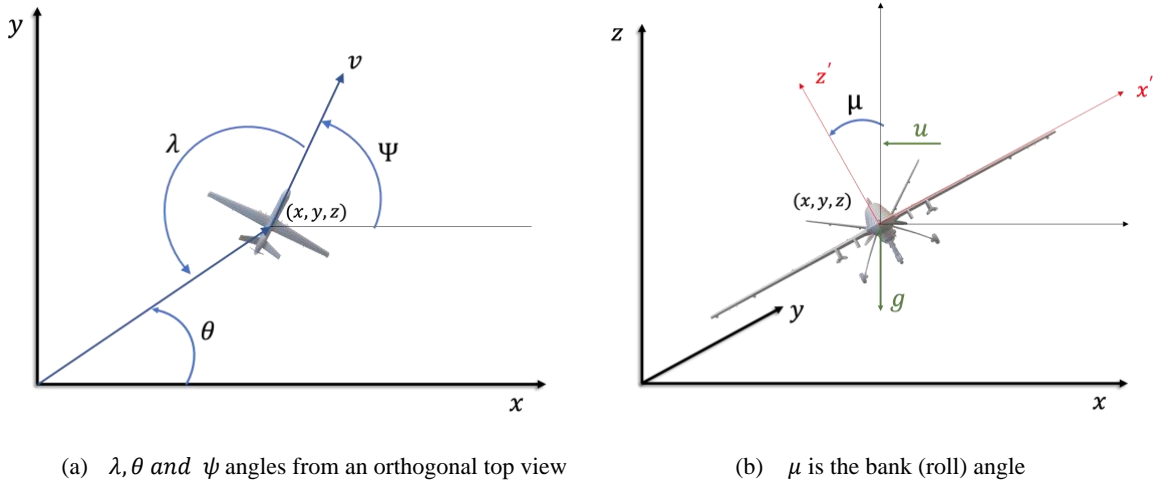 y
v
λ
Ψ
(x, y, z)
θ
x
(a) λ, θ and ψ angles from an orthogonal top view
z
z′
x′
μ
u
(x, y, z)
g
y
x
(b) μ is the bank (roll) angle